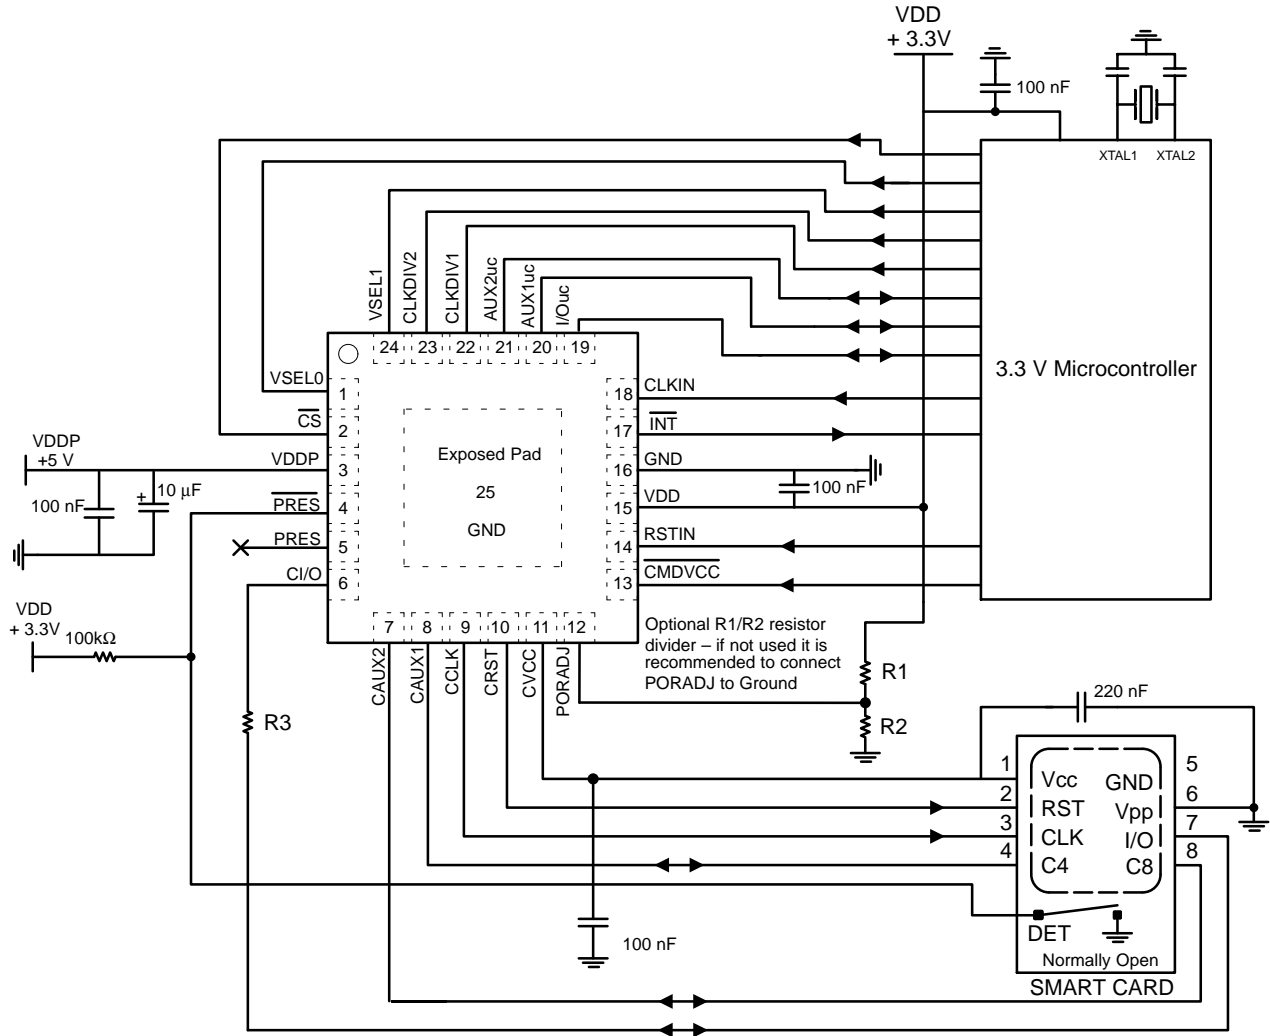 VDD
+ 3.3V
100 nF
XTAL1
XTAL2
VSEL1
CLKDIV2
CLKDIV1
AUX2uc
AUX1uc
I/Ouc
24
23
22
21
20
19
3.3 V Microcontroller
VSEL0
1
18
CLKIN
CS
2
17
INT
VDDP
+5 V
VDDP
3
Exposed Pad
25
GND
16
GND
100 nF
10 µF
+
100 nF
PRES
4
15
VDD
PRES
5
14
RSTIN
CI/O
6
13
CMDVCC
VDD
+ 3.3V
100kΩ
7
8
9
10
11
12
CAUX2
CAUX1
CCLK
CRST
CVCC
PORADJ
Optional R1/R2 resistor
divider – if not used it is
recommended to connect
PORADJ to Ground
R1
R2
R3
220 nF
1
Vcc
GND
5
2
RST
Vpp
6
3
CLK
I/O
7
4
C4
C8
8
DET
Normally Open
SMART CARD
100 nF